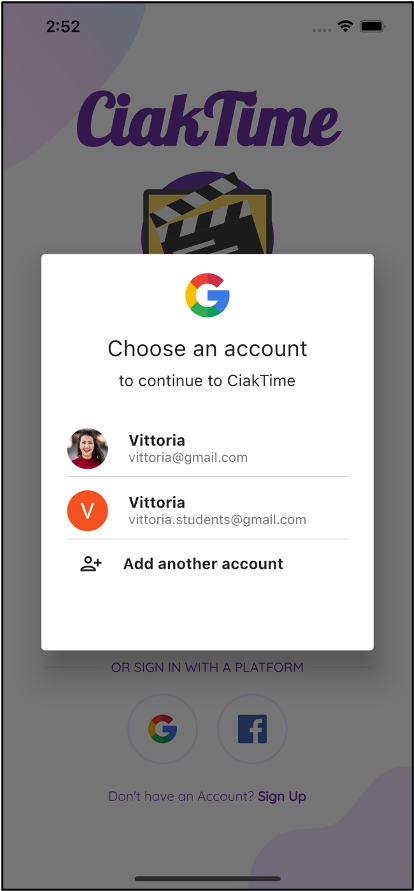 2:52
CiakTime
Choose an account
to continue to CiakTime
Vittoria
vittoria@gmail.com
V
Vittoria
vittoria.students@gmail.com
Add another account
OR SIGN IN WITH A PLATFORM
Don't have an Account? Sign Up